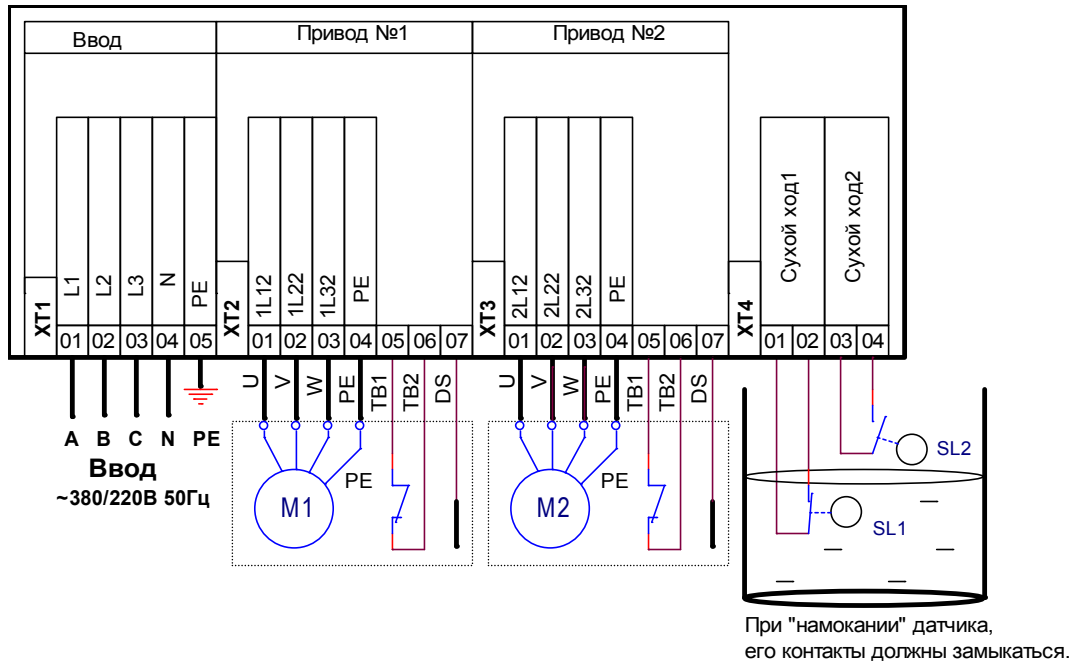 Ввод
Привод №1
Привод №2
XT1
L1
L2
L3
N
PE
XT2
1L12
1L22
1L32
PE
XT3
2L12
2L22
2L32
PE
XT4
Сухой ход1
Сухой ход2
01 02 03 04 05
01 02 03 04 05 06 07
01 02 03 04 05 06 07
01 02 03 04
U V W PE TB1 TB2 DS
U V W PE TB1 TB2 DS
A B C N PE
Ввод
~380/220В 50Гц
M1
PE
M2
PE
SL2
SL1
При "намокании" датчика,
его контакты должны замыкаться.